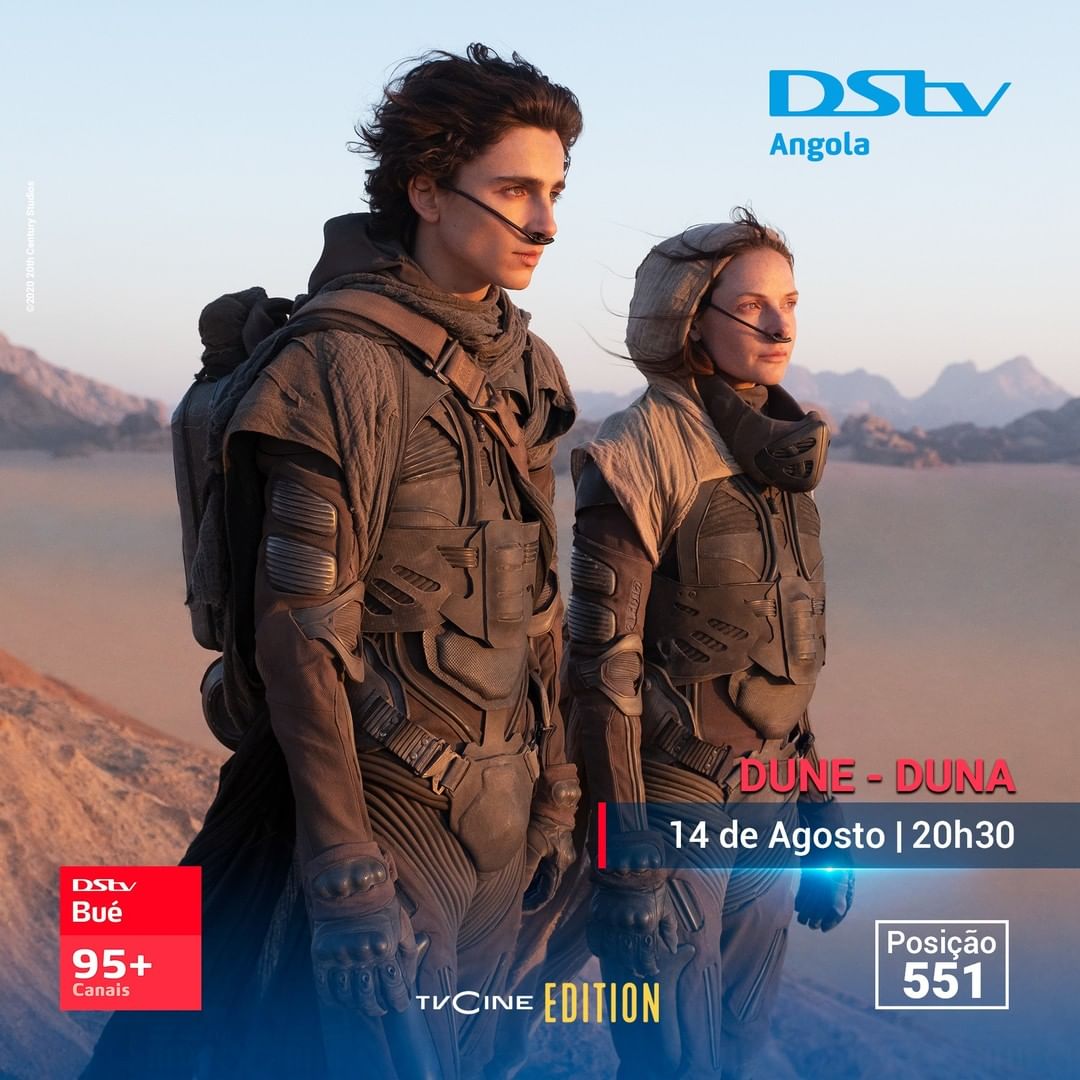 DStv
Angola
©2020 20th Century Studios
DUNE - DUNA
14 de Agosto | 20h30
DStv
Bué
95+
Canais
TVCINE EDITION
Posição
551